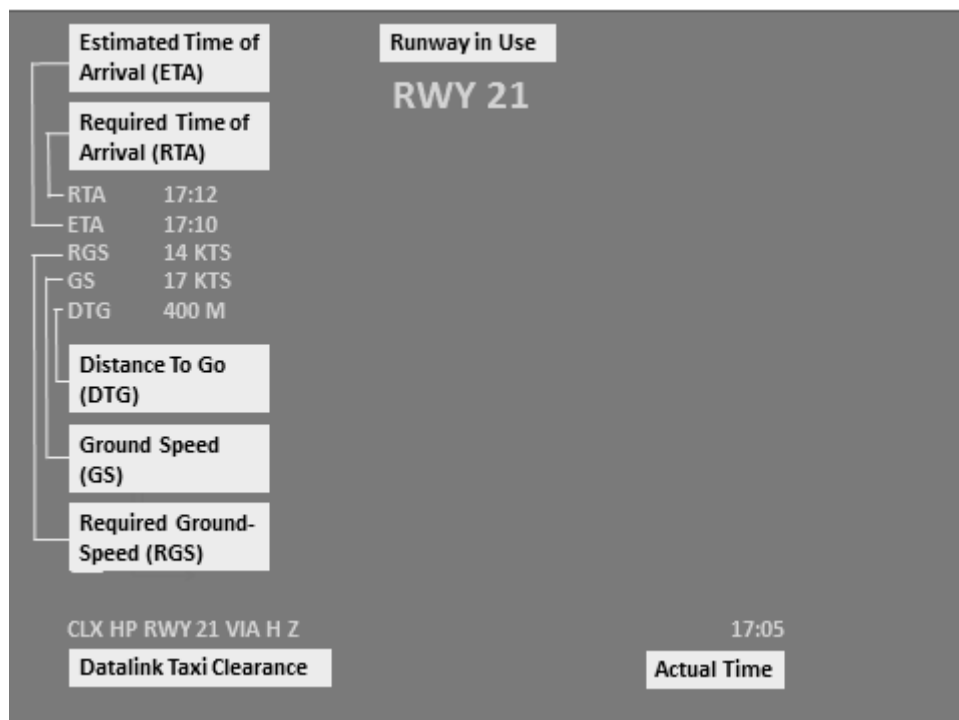 Estimated Time of
Arrival (ETA)
Runway in Use
RWY 21
Required Time of
Arrival (RTA)
RTA 17:12
ETA 17:10
RGS 14 KTS
GS 17 KTS
DTG 400 M
Distance To Go
(DTG)
Ground Speed
(GS)
Required Ground-
Speed (RGS)
CLX HP RWY 21 VIA H Z
17:05
Datalink Taxi Clearance
Actual Time